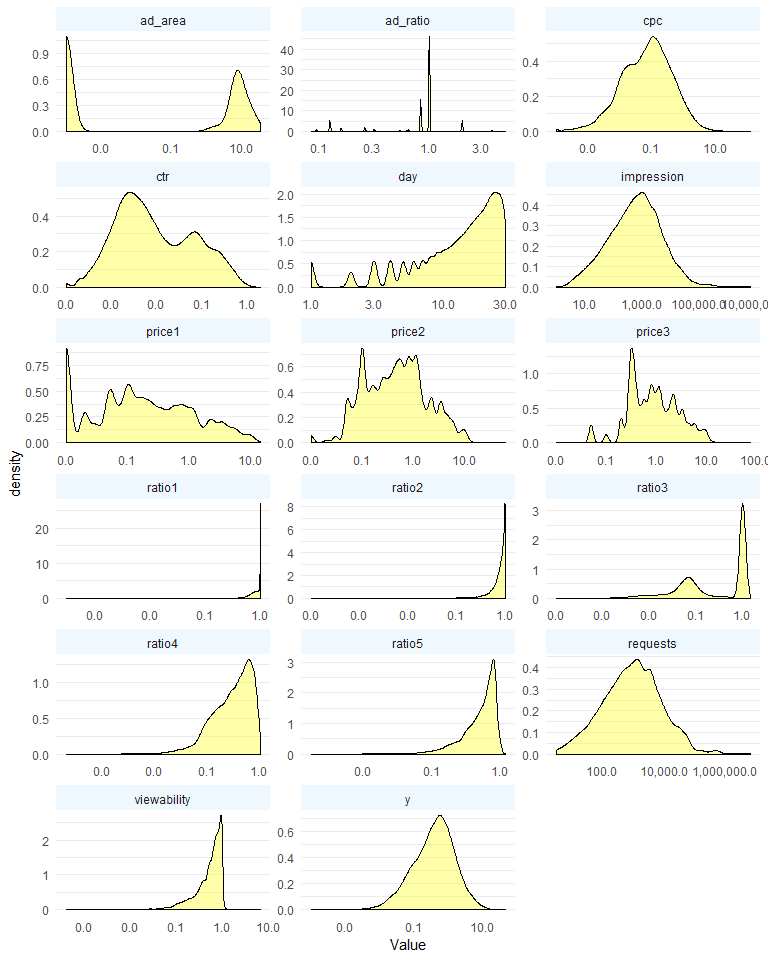 ad_area ad_ratio cpc
0.9 0.6 0.3 0.0
40 30 20 10 0
0.4 0.2 0.0
0.0 0.1 10.0
0.1 0.3 1.0 3.0
0.0 0.1 10.0
ctr day impression
0.4 0.2 0.0
2.0 1.5 1.0 0.5 0.0
0.5 0.4 0.3 0.2 0.1 0.0
0.0 0.0 0.0 0.1 1.0
1.0 3.0 10.0 30.0
10.0 1,000.0 100,000.0
price1 price2 price3
0.75 0.50 0.25 0.00
0.6 0.4 0.2 0.0
1.0 0.5 0.0
0.0 0.1 1.0 10.0
0.0 0.1 1.0 10.0
0.0 0.1 1.0 10.0
density
ratio1 ratio2 ratio3
20 10 0
8 6 4 2 0
3 2 1 0
0.0 0.0 0.1 1.0
0.0 0.0 0.0 0.1 1.0
0.0 0.0 0.0 0.1 1.0
ratio4 ratio5 requests
1.0 0.5 0.0
3 2 1 0
0.4 0.3 0.2 0.1 0.0
0.0 0.0 0.1 1.0
0.0 0.1 1.0
100.0 10,000.0 1,000,000.0
viewability y
2 1 0
0.6 0.4 0.2 0.0
0.0 0.0 0.1 1.0 10.0
0.0 0.1 10.0
Value